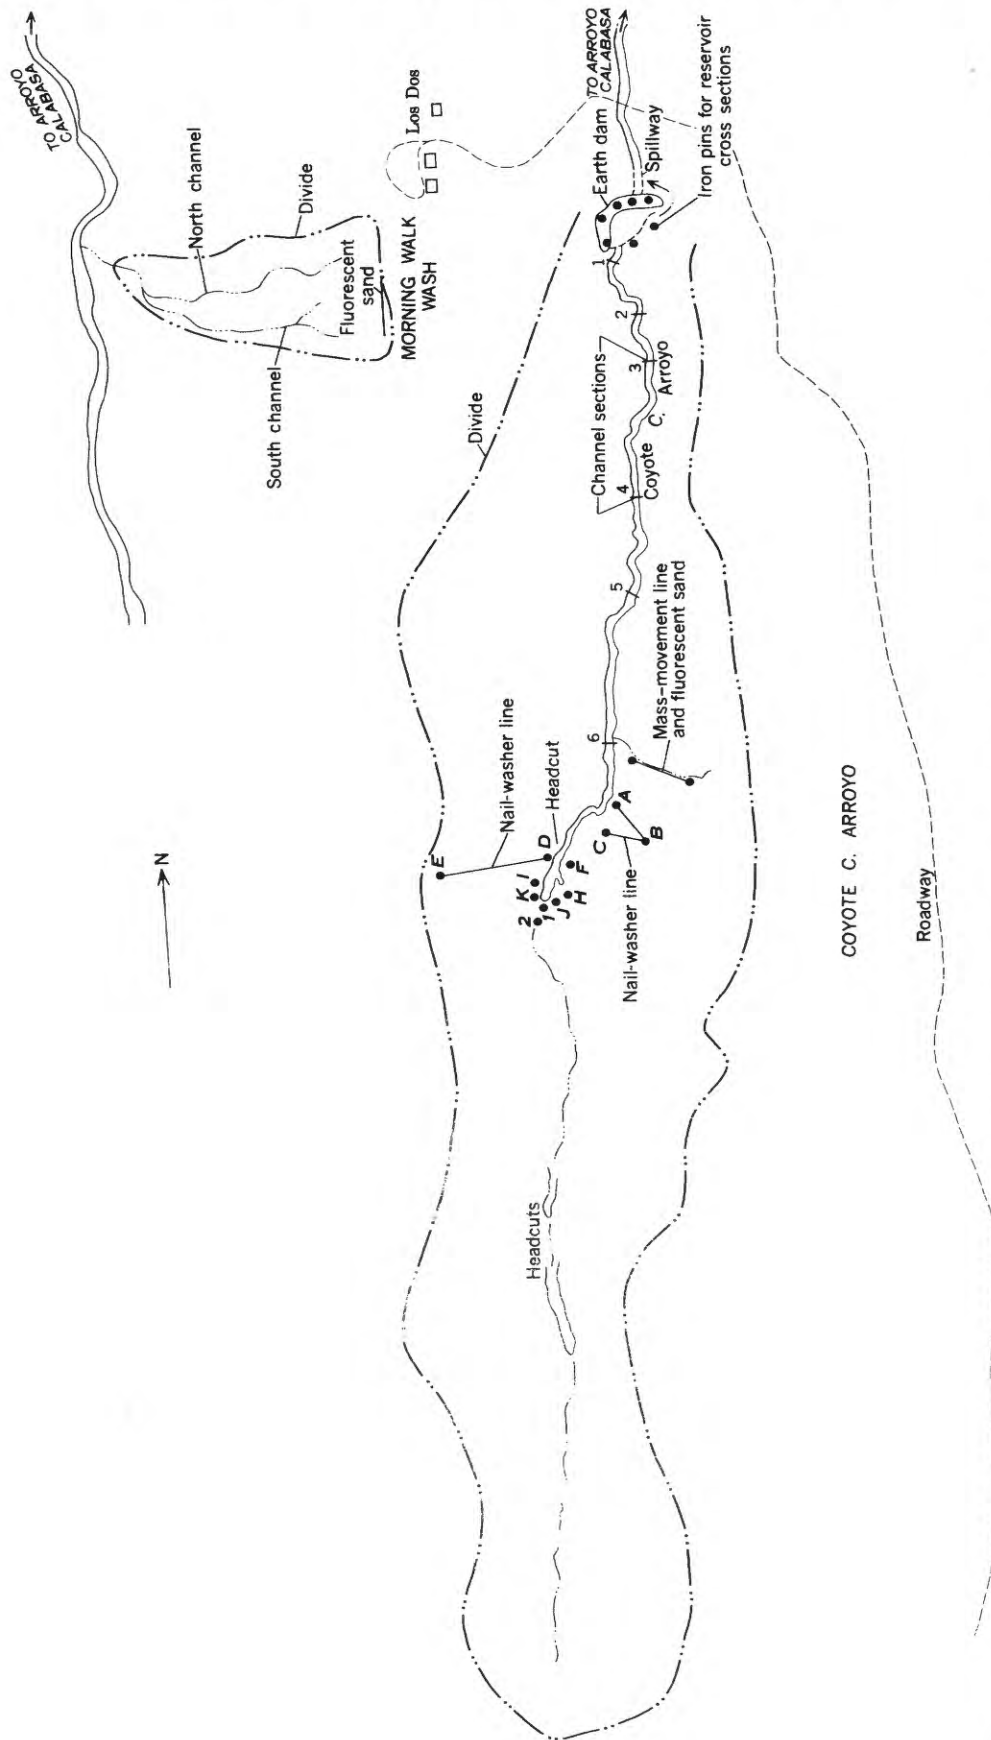 TO ARROYO
CALABASA
North channel
Divide
Fluorescent
sand
South channel
MORNING WALK
WASH
Los Dos
TO ARROYO
CALABASA
Earth dam
Spillway
Iron pins for reservoir
cross sections
Divide
Channel sections
1
2
3
4
5
6
Coyote
C.
Arroyo
Mass-movement line
and fluorescent sand
N
Nail-washer line
Headcut
E
D
I
K
2
1
J
H
F
C
A
B
Nail-washer line
Headcuts
COYOTE C. ARROYO
Roadway